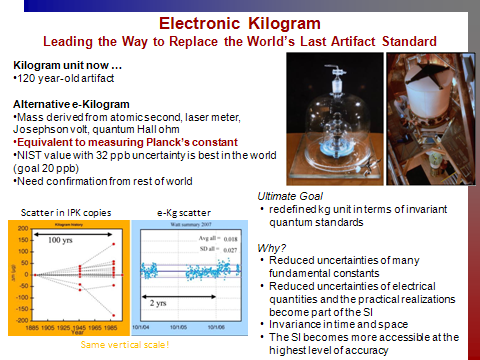 Electronic Kilogram
Leading the Way to Replace the World's Last Artifact Standard
Kilogram unit now …
•120 year-old artifact
Alternative e-Kilogram
•Mass derived from atomic second, laser meter,
Josephson volt, quantum Hall ohm
•Equivalent to measuring Planck's constant
•NIST value with 32 ppb uncertainty is best in the world
(goal 20 ppb)
•Need confirmation from rest of world
Scatter in IPK copies
e-Kg scatter
Kilogram history
100 yrs
200
150
100
50
0
-50
-100
-150
-200
1885 1905 1925 1945 1965 1985
Year
Watt summary 2007
Avg all = 0.018
SD all = 0.027
2 yrs
10/1/04 10/1/05 10/1/06
Same vertical scale!
Ultimate Goal
• redefined kg unit in terms of invariant
quantum standards
Why?
• Reduced uncertainties of many
fundamental constants
• Reduced uncertainties of electrical
quantities and the practical realizations
become part of the SI
• Invariance in time and space
• The SI becomes more accessible at the
highest level of accuracy